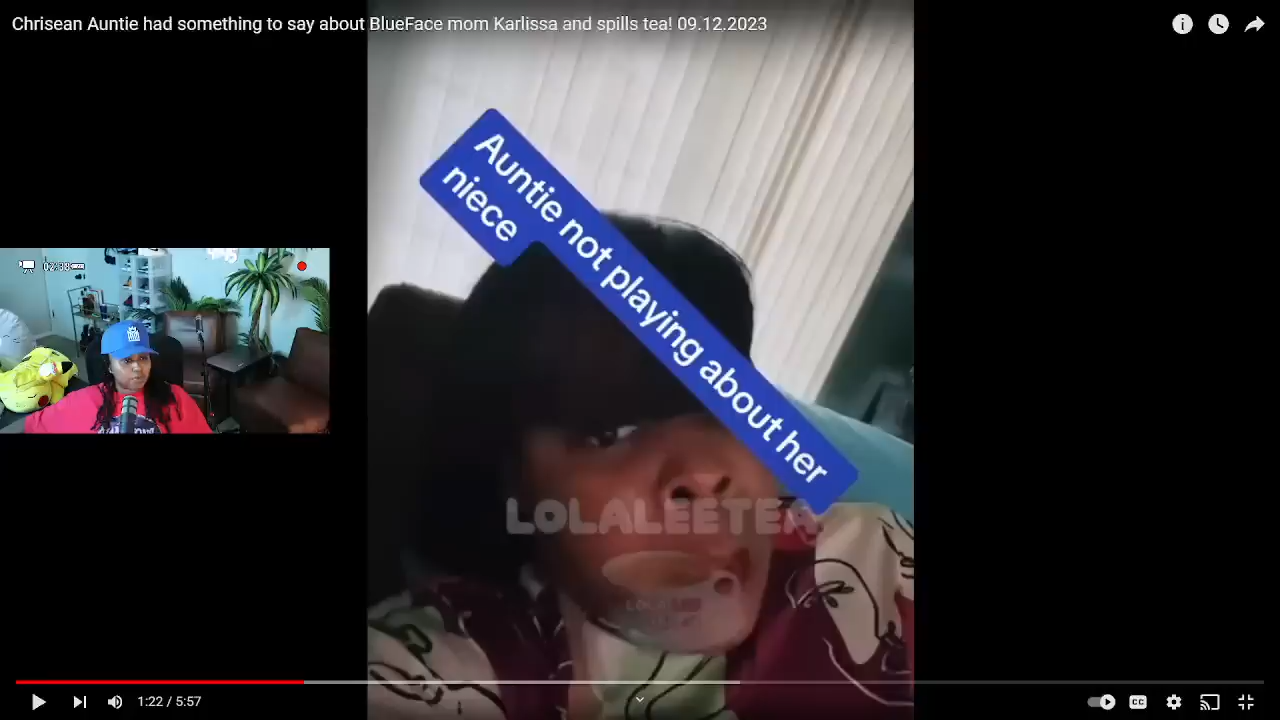 Chrisean Auntie had something to say about BlueFace mom Karlissa and spills tea! 09.12.2023
Auntie not playing about her
niece
LOLALEETEA
1:22 / 5:57
CC